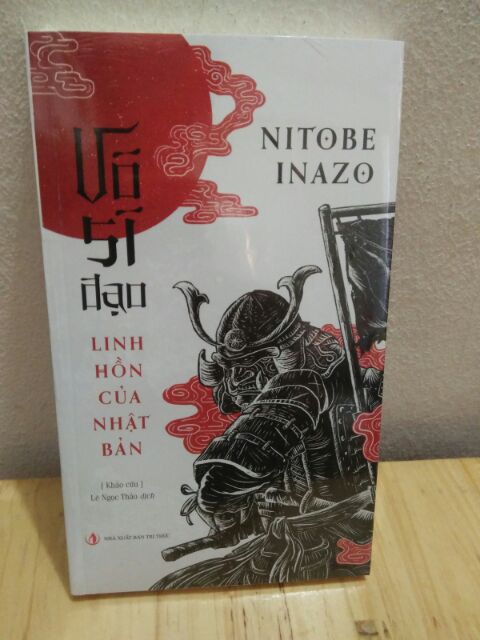 Võ
sĩ
đạo
LINH
HỒN
CỦA
NHẬT
BẢN
[ Khảo cứu ]
Lê Ngọc Thảo dịch
NHÀ XUẤT BẢN TRI THỨC
NITOBE
INAZO